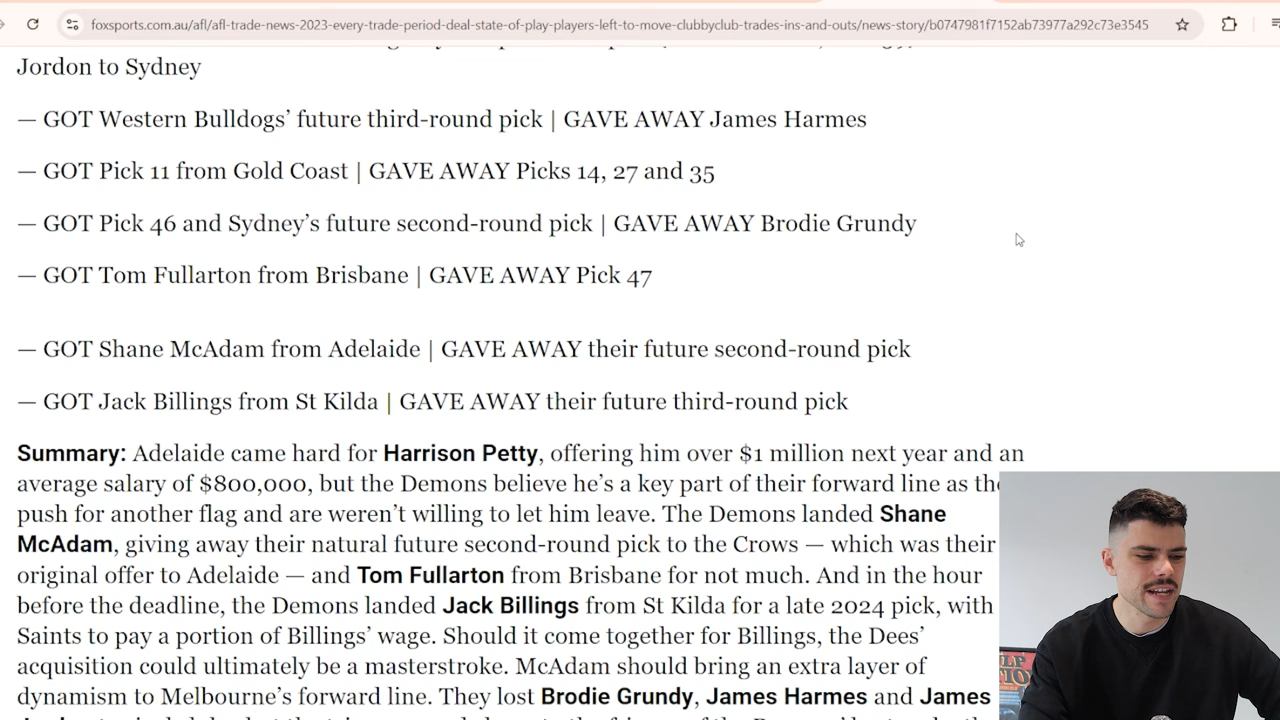 foxsports.com.au/afl/afl-trade-news-2023-every-trade-period-deal-state-of-play-players-left-to-move-clubbyclub-trades-ins-and-outs/news-story/b0747981f7152ab73977a292c73e3545
Jordon to Sydney
— GOT Western Bulldogs’ future third-round pick | GAVE AWAY James Harmes
— GOT Pick 11 from Gold Coast | GAVE AWAY Picks 14, 27 and 35
— GOT Pick 46 and Sydney’s future second-round pick | GAVE AWAY Brodie Grundy
— GOT Tom Fullarton from Brisbane | GAVE AWAY Pick 47
— GOT Shane McAdam from Adelaide | GAVE AWAY their future second-round pick
— GOT Jack Billings from St Kilda | GAVE AWAY their future third-round pick
Summary: Adelaide came hard for Harrison Petty, offering him over $1 million next year and an
average salary of $800,000, but the Demons believe he’s a key part of their forward line as the
push for another flag and are weren’t willing to let him leave. The Demons landed Shane
McAdam, giving away their natural future second-round pick to the Crows — which was their
original offer to Adelaide — and Tom Fullarton from Brisbane for not much. And in the hour
before the deadline, the Demons landed Jack Billings from St Kilda for a late 2024 pick, with
Saints to pay a portion of Billings’ wage. Should it come together for Billings, the Dees’
acquisition could ultimately be a masterstroke. McAdam should bring an extra layer of
dynamism to Melbourne’s forward line. They lost Brodie Grundy, James Harmes and James